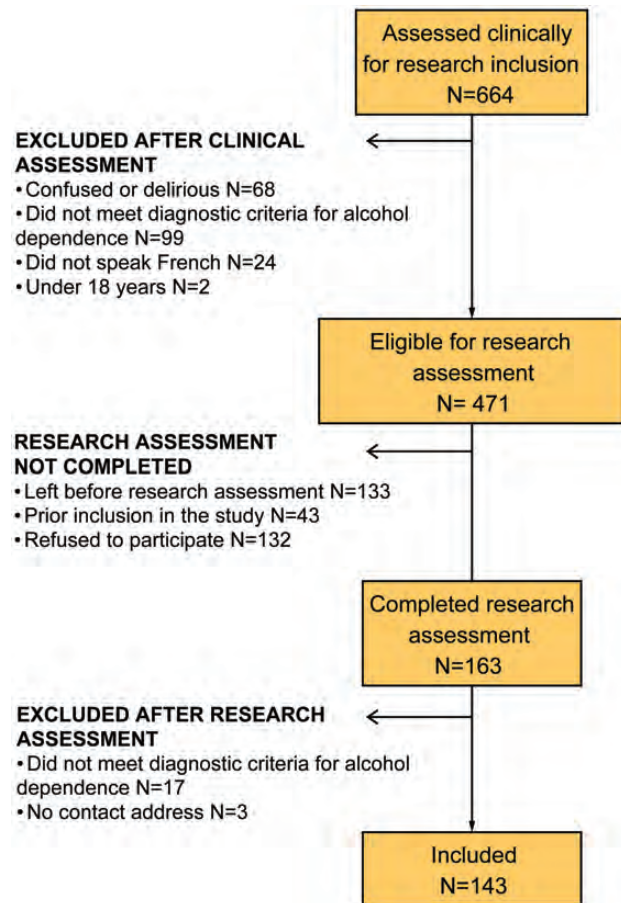 Assessed clinically
for research inclusion
N=664
EXCLUDED AFTER CLINICAL
ASSESSMENT
•Confused or delirious N=68
•Did not meet diagnostic criteria for alcohol
dependence N=99
•Did not speak French N=24
•Under 18 years N=2
Eligible for research
assessment
N= 471
RESEARCH ASSESSMENT
NOT COMPLETED
•Left before research assessment N=133
•Prior inclusion in the study N=43
•Refused to participate N=132
Completed research
assessment
N=163
EXCLUDED AFTER RESEARCH
ASSESSMENT
•Did not meet diagnostic criteria for alcohol
dependence N=17
•No contact address N=3
Included
N=143